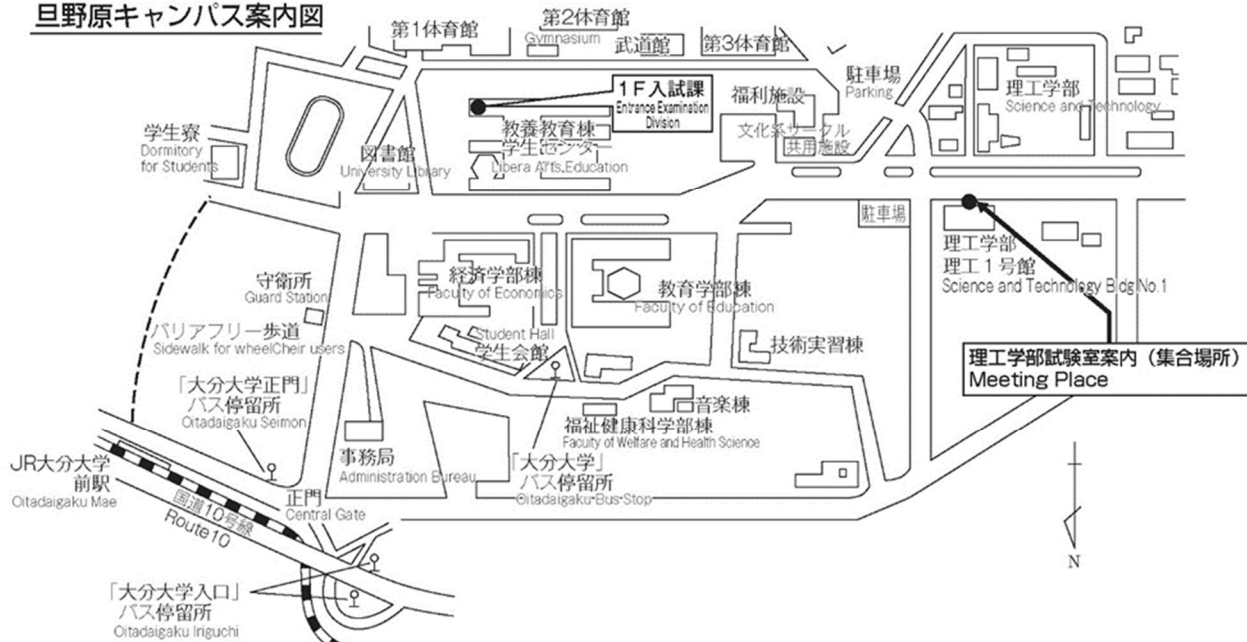 旦野原キャンパス案内図
第1体育館
第2体育館
Gymnasium
武道館
第3体育館
駐車場
Parking
理工学部
Science and Technology
1F入試課
Entrance Examination
Division
福利施設
文化系サークル
共用施設
学生寮
Dormitory
for Students
図書館
University Library
教養教育棟
学生センター
Libera Arts Education
駐車場
理工学部
理工1号館
Science and Technology Bldg No.1
守衛所
Guard Station
経済学部棟
Faculty of Economics
教育学部棟
Faculty of Education
バリアフリー歩道
Sidewalk for wheelCheir users
Student Hall
学生会館
技術実習棟
理工学部試験室案内(集合場所)
Meeting Place
「大分大学正門」
バス停留所
Oitadaigaku Seimon
音楽棟
福祉健康科学部棟
Faculty of Welfare and Health Science
事務局
Administration Bureau
「大分大学」
バス停留所
Oitadaigaku Bus Stop
JR大分大学
前駅
Oitadaigaku Mae
国道10号線
Route10
正門
Central Gate
「大分大学入口」
バス停留所
Oitadaigaku Iriguchi
N